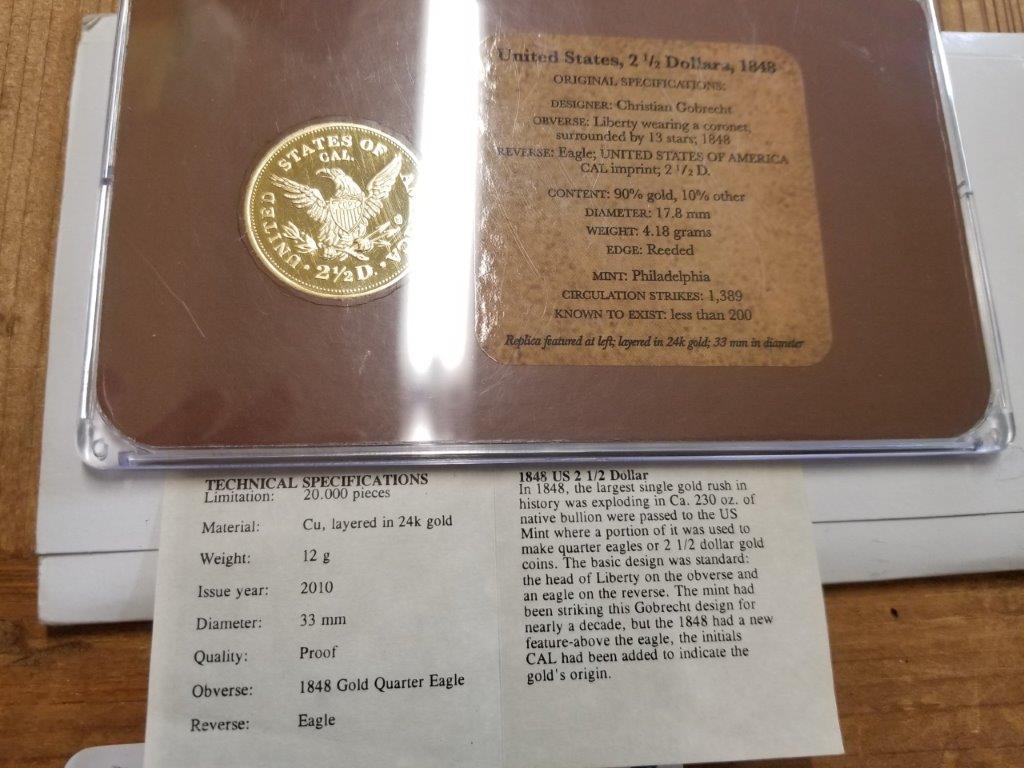 UNITED STATES OF
CAL.
2½ D.
United States, 2 ½ Dollars, 1848
ORIGINAL SPECIFICATIONS:
DESIGNER: Christian Gobrecht
OBVERSE: Liberty wearing a coronet,
surrounded by 13 stars; 1848
REVERSE: Eagle; UNITED STATES OF AMERICA
CAL imprint; 2 ½ D.
CONTENT: 90% gold, 10% other
DIAMETER: 17.8 mm
WEIGHT: 4.18 grams
EDGE: Reeded
MINT: Philadelphia
CIRCULATION STRIKES: 1,389
KNOWN TO EXIST: less than 200
Replica featured at left; layered in 24k gold; 33 mm in diameter
TECHNICAL SPECIFICATIONS
Limitation: 20.000 pieces
Material: Cu, layered in 24k gold
Weight: 12 g
Issue year: 2010
Diameter: 33 mm
Quality: Proof
Obverse: 1848 Gold Quarter Eagle
Reverse: Eagle
1848 US 2 1/2 Dollar
In 1848, the largest single gold rush in
history was exploding in Ca. 230 oz. of
native bullion were passed to the US
Mint where a portion of it was used to
make quarter eagles or 2 1/2 dollar gold
coins. The basic design was standard:
the head of Liberty on the obverse and
an eagle on the reverse. The mint had
been striking this Gobrecht design for
nearly a decade, but the 1848 had a new
feature-above the eagle, the initials
CAL had been added to indicate the
gold's origin.